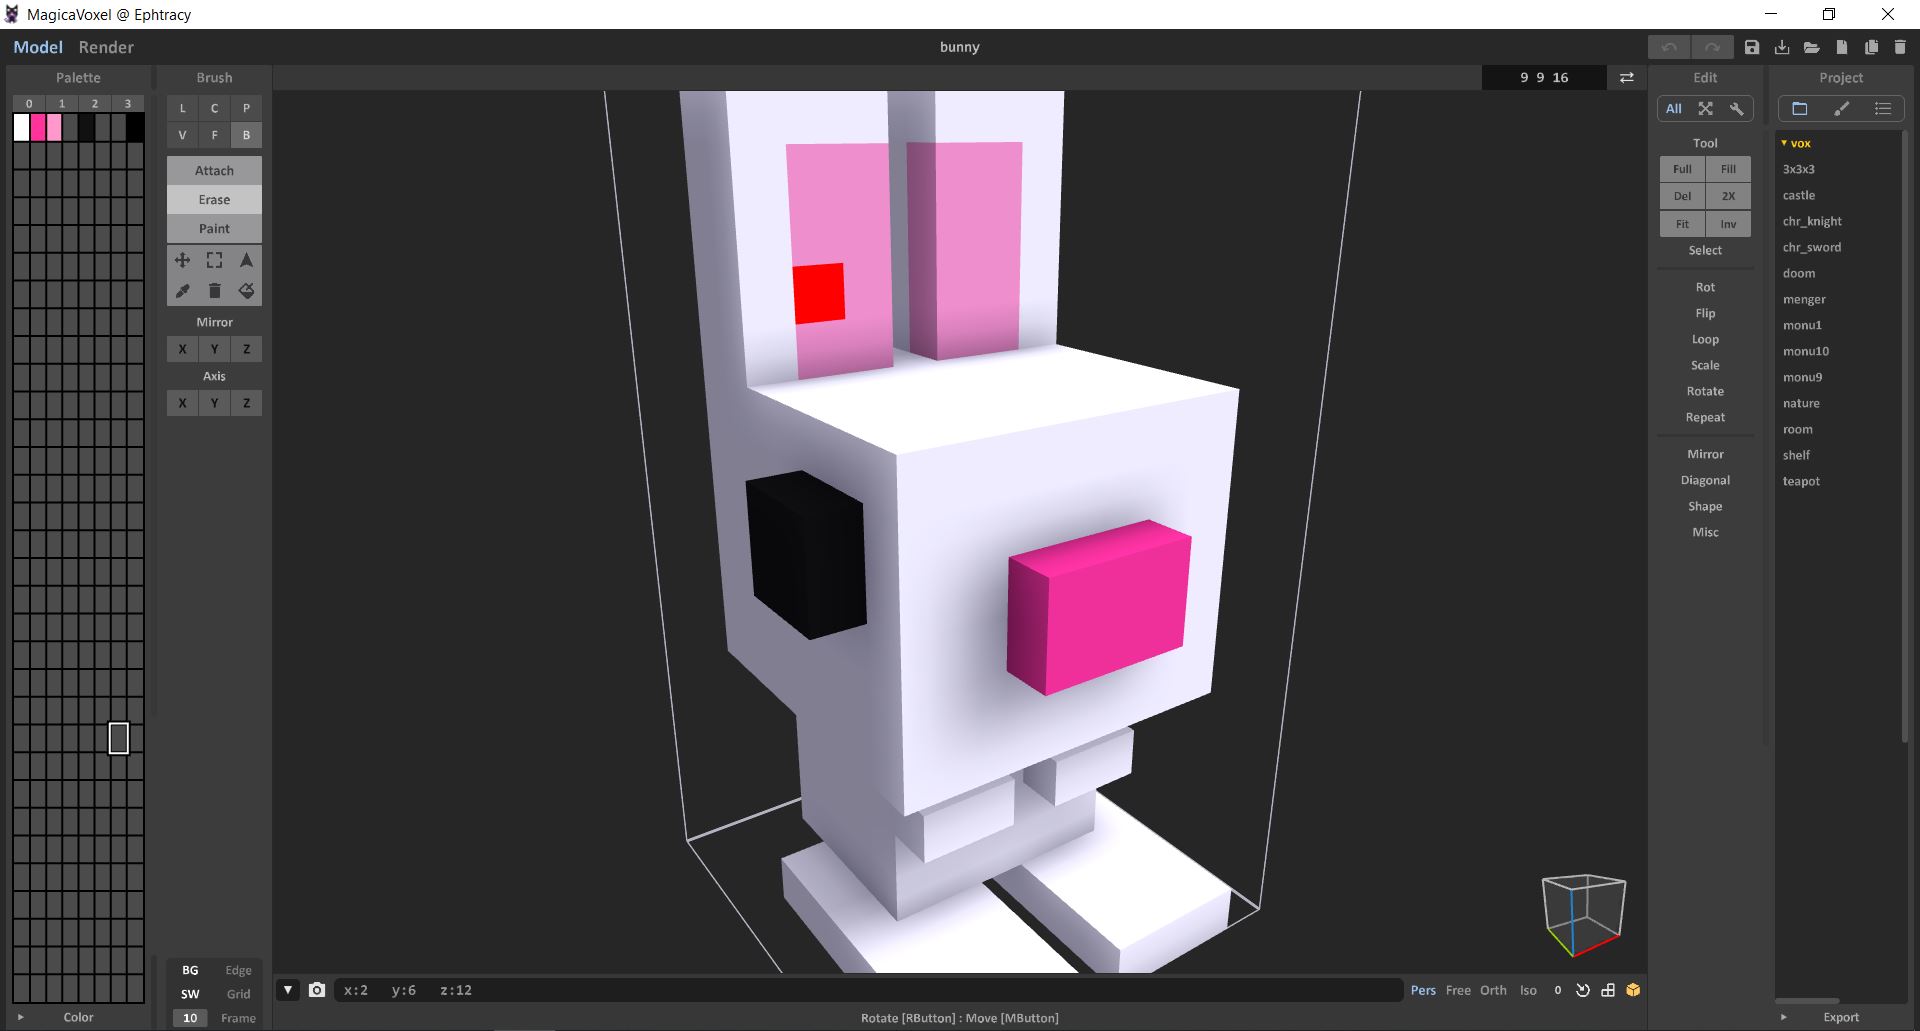 MagicaVoxel @ Ephtracy
Model Render
bunny
Palette
0 1 2 3
Color
Brush
L C P
V F B
Attach
Erase
Paint
Mirror
X Y Z
Axis
X Y Z
BG Edge
SW Grid
10 Frame
9 9 16
x:2 y:6 z:12
Pers Free Orth Iso 0
Rotate [RButton] : Move [MButton]
Edit
All
Tool
Full Fill
Del 2X
Fit Inv
Select
Rot
Flip
Loop
Scale
Rotate
Repeat
Mirror
Diagonal
Shape
Misc
Project
vox
3x3x3
castle
chr_knight
chr_sword
doom
menger
monu1
monu10
monu9
nature
room
shelf
teapot
Export